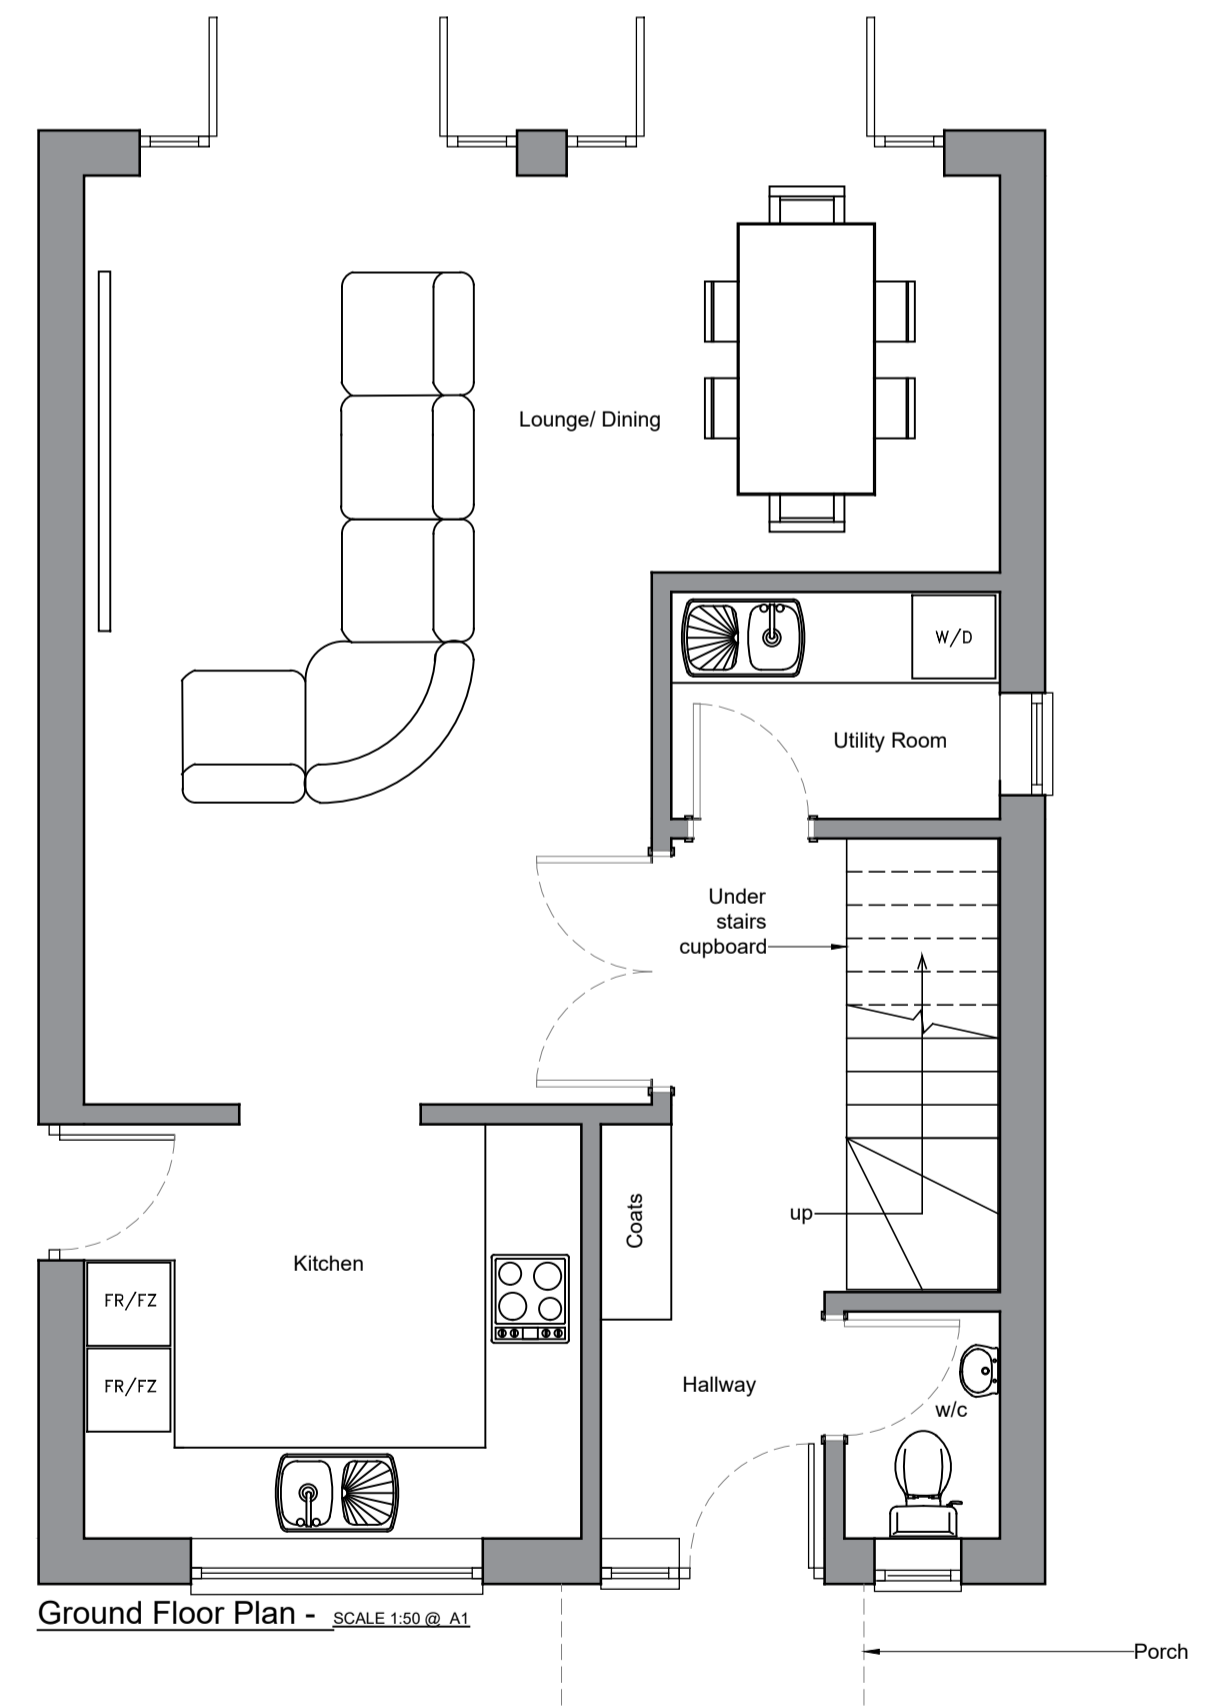 Lounge/ Dining
W/D
Utility Room
Under
stairs
cupboard
up
Coats
Kitchen
FR/FZ
FR/FZ
Hallway
w/c
Ground Floor Plan - SCALE 1:50 @ A1
Porch